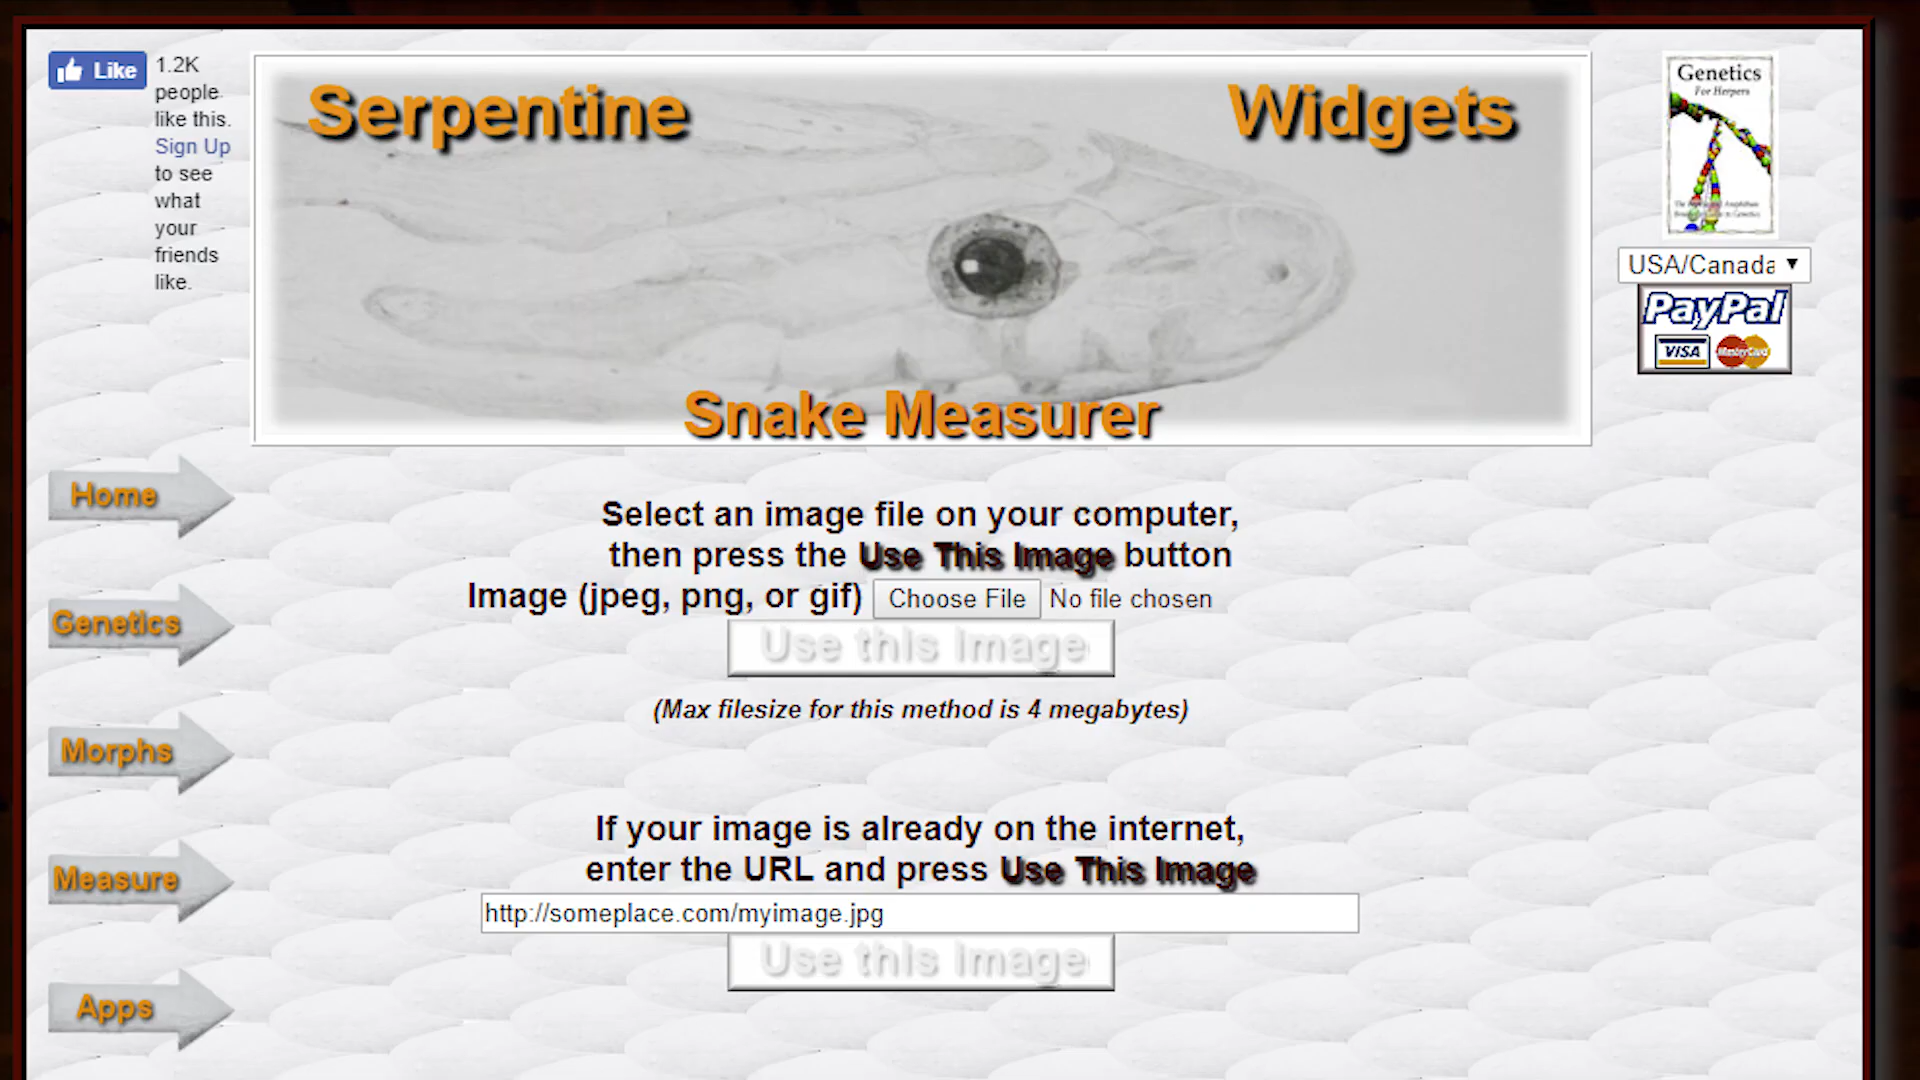 Like
1.2K
people
like this.
Sign Up
to see
what
your
friends
like.
Serpentine
Widgets
Snake Measurer
Genetics
For Herpers
USA/Canada
PayPal
VISA
MasterCard
Home
Genetics
Morphs
Measure
Apps
Select an image file on your computer,
then press the Use This Image button
Image (jpeg, png, or gif) Choose File No file chosen
Use this Image
(Max filesize for this method is 4 megabytes)
If your image is already on the internet,
enter the URL and press Use This Image
http://someplace.com/myimage.jpg
Use this Image